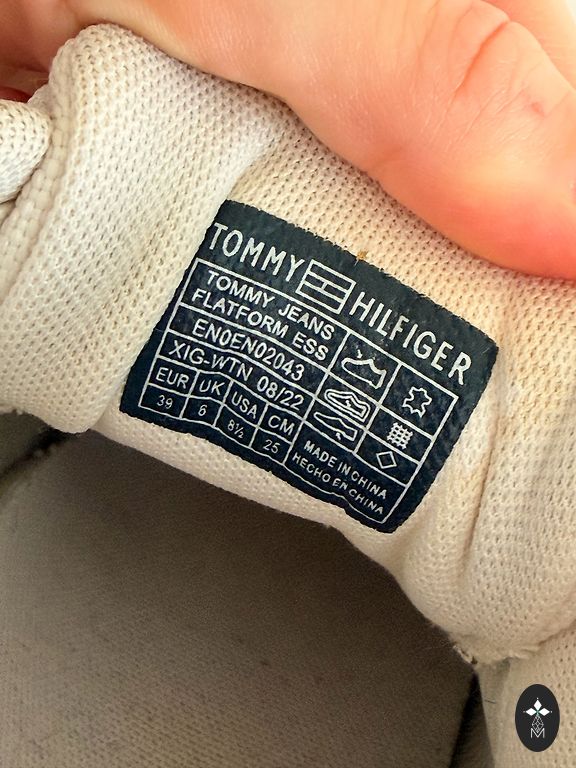 TOMMY HILFIGER
TOMMY JEANS
FLATFORM ESS
EN0EN02043
XIG-WTN 08/22
EUR UK USA CM
39 6 8½ 25
MADE IN CHINA
HECHO EN CHINA
M